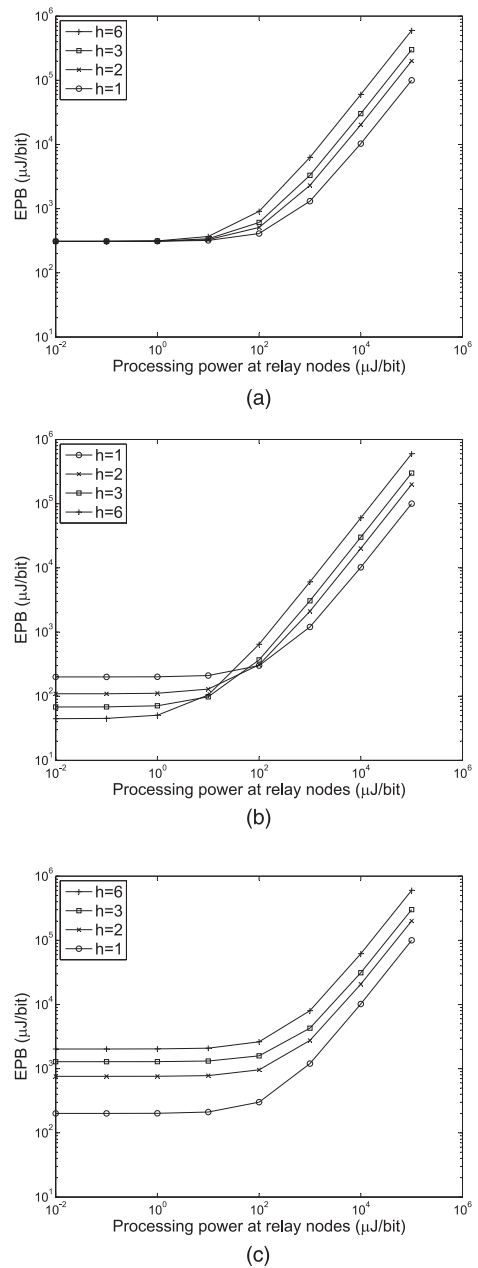 10^6
10^5
10^4
10^3
10^2
10^1
EPB (μJ/bit)
h=6
h=3
h=2
h=1
10^-2 10^0 10^2 10^4 10^6
Processing power at relay nodes (μJ/bit)
(a)
10^6
10^5
10^4
10^3
10^2
10^1
EPB (μJ/bit)
h=1
h=2
h=3
h=6
10^-2 10^0 10^2 10^4 10^6
Processing power at relay nodes (μJ/bit)
(b)
10^6
10^5
10^4
10^3
10^2
10^1
EPB (μJ/bit)
h=6
h=3
h=2
h=1
10^-2 10^0 10^2 10^4 10^6
Processing power at relay nodes (μJ/bit)
(c)